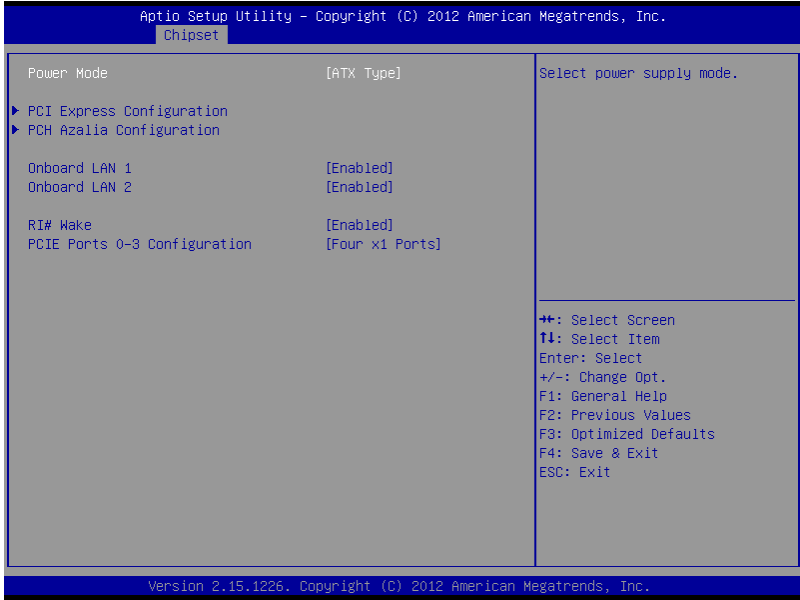 Aptio Setup Utility – Copyright (C) 2012 American Megatrends, Inc.
Chipset
Power Mode [ATX Type]
PCI Express Configuration
PCH Azalia Configuration
Onboard LAN 1 [Enabled]
Onboard LAN 2 [Enabled]
RI# Wake [Enabled]
PCIE Ports 0–3 Configuration [Four x1 Ports]
Select power supply mode.
→←: Select Screen
↑↓: Select Item
Enter: Select
+/–: Change Opt.
F1: General Help
F2: Previous Values
F3: Optimized Defaults
F4: Save & Exit
ESC: Exit
Version 2.15.1226. Copyright (C) 2012 American Megatrends, Inc.